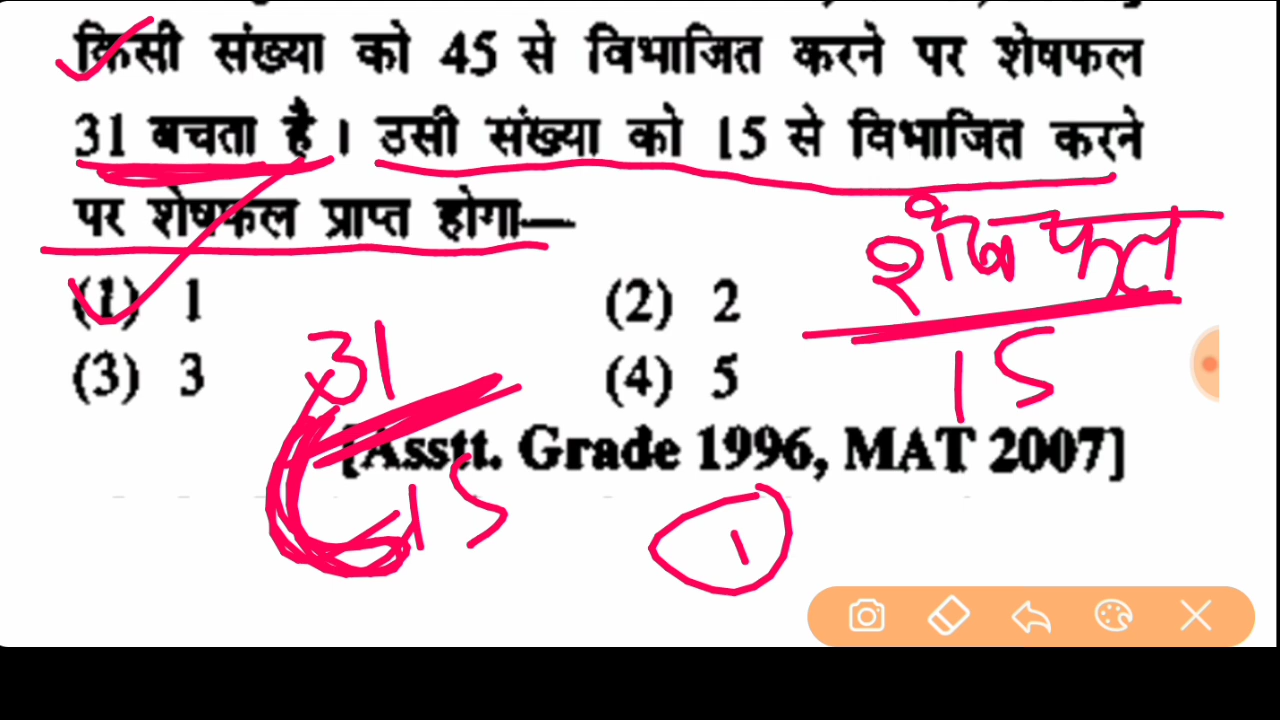 किसी संख्या को 45 से विभाजित करने पर शेषफल
31 बचता है। उसी संख्या को 15 से विभाजित करने
पर शेषफल प्राप्त होगा—
(1) 1 (2) 2
(3) 3 (4) 5
[Asstt. Grade 1996, MAT 2007]
शेषफल
15
31
15
1